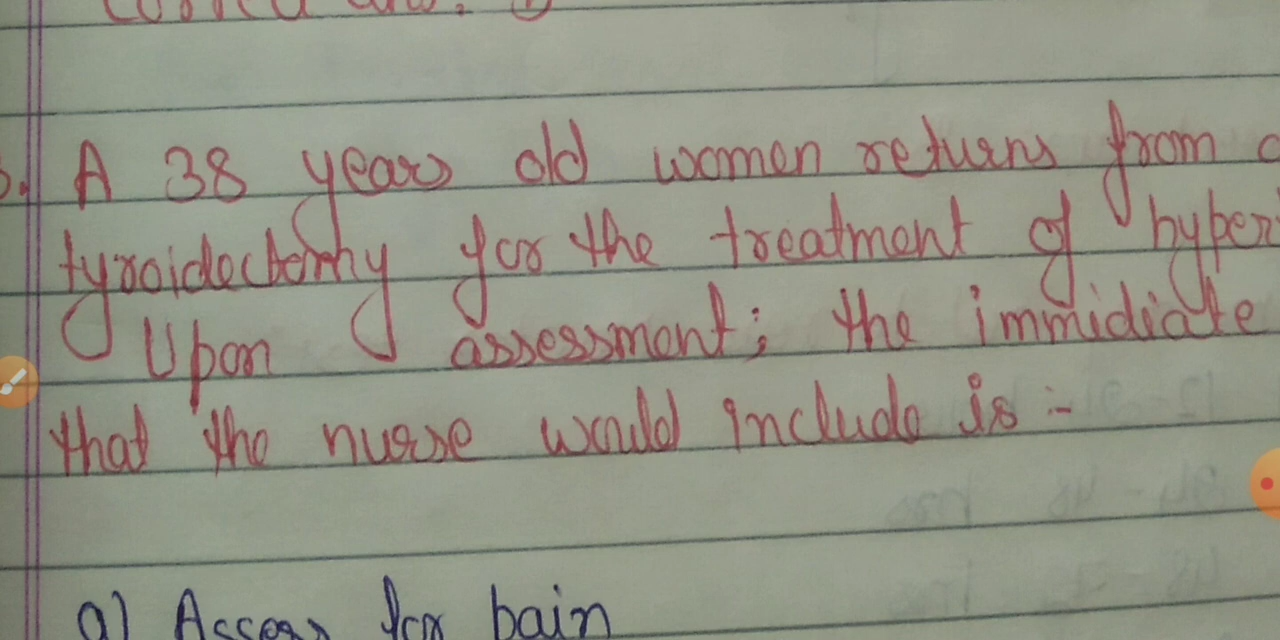 A 38 years old women returns from
tyroidectomy for the treatment of hyper
Upon assessment; the immidiate
that the nurse would include is :-
a) Assess for pain